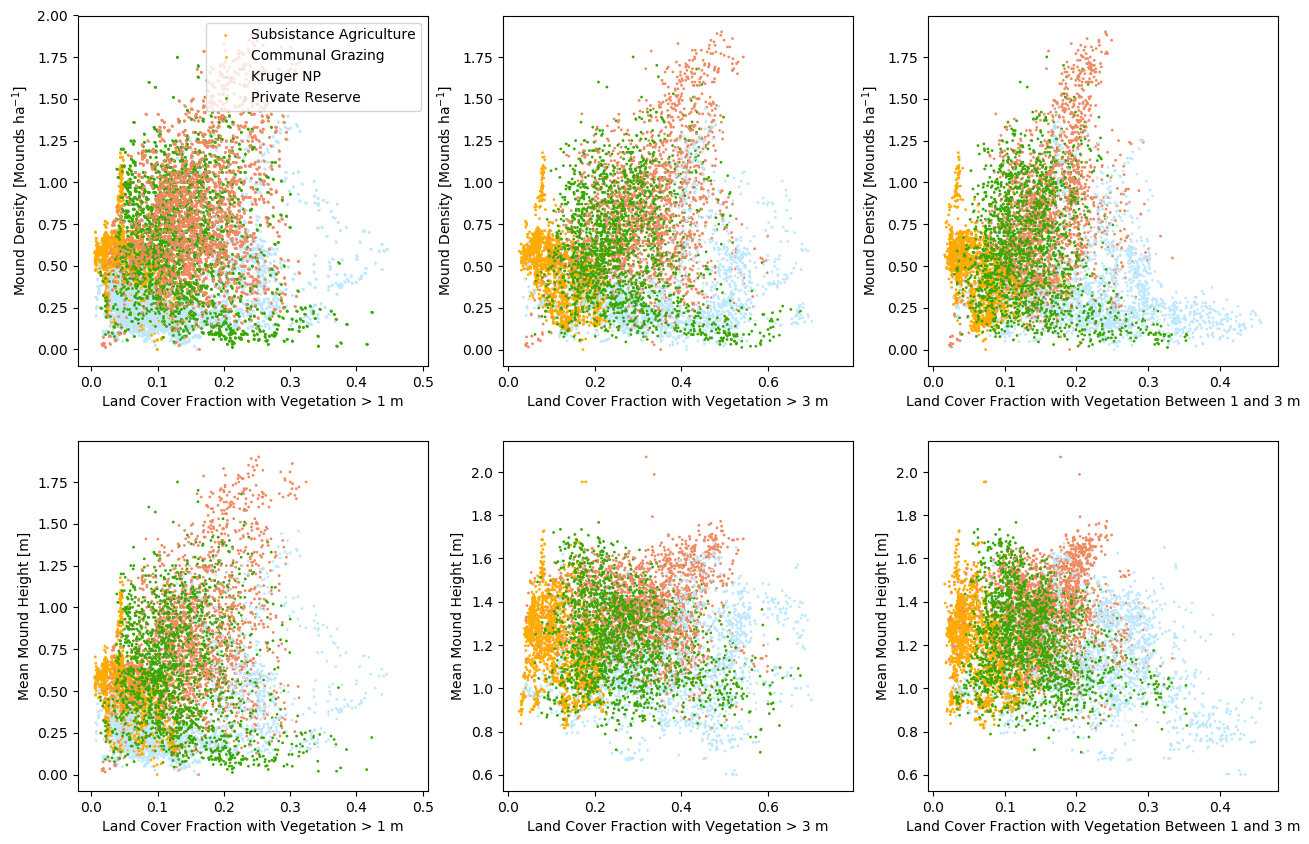 2.00
1.75
1.50
1.25
1.00
0.75
0.50
0.25
0.00
Mound Density [Mounds ha⁻¹]
0.0 0.1 0.2 0.3 0.4 0.5
Land Cover Fraction with Vegetation > 1 m
Subsistance Agriculture
Communal Grazing
Kruger NP
Private Reserve
1.75
1.50
1.25
1.00
0.75
0.50
0.25
0.00
Mound Density [Mounds ha⁻¹]
0.0 0.2 0.4 0.6
Land Cover Fraction with Vegetation > 3 m
1.75
1.50
1.25
1.00
0.75
0.50
0.25
0.00
Mound Density [Mounds ha⁻¹]
0.0 0.1 0.2 0.3 0.4
Land Cover Fraction with Vegetation Between 1 and 3 m
1.75
1.50
1.25
1.00
0.75
0.50
0.25
0.00
Mean Mound Height [m]
0.0 0.1 0.2 0.3 0.4 0.5
Land Cover Fraction with Vegetation > 1 m
2.0
1.8
1.6
1.4
1.2
1.0
0.8
0.6
Mean Mound Height [m]
0.0 0.2 0.4 0.6
Land Cover Fraction with Vegetation > 3 m
2.0
1.8
1.6
1.4
1.2
1.0
0.8
0.6
Mean Mound Height [m]
0.0 0.1 0.2 0.3 0.4
Land Cover Fraction with Vegetation Between 1 and 3 m